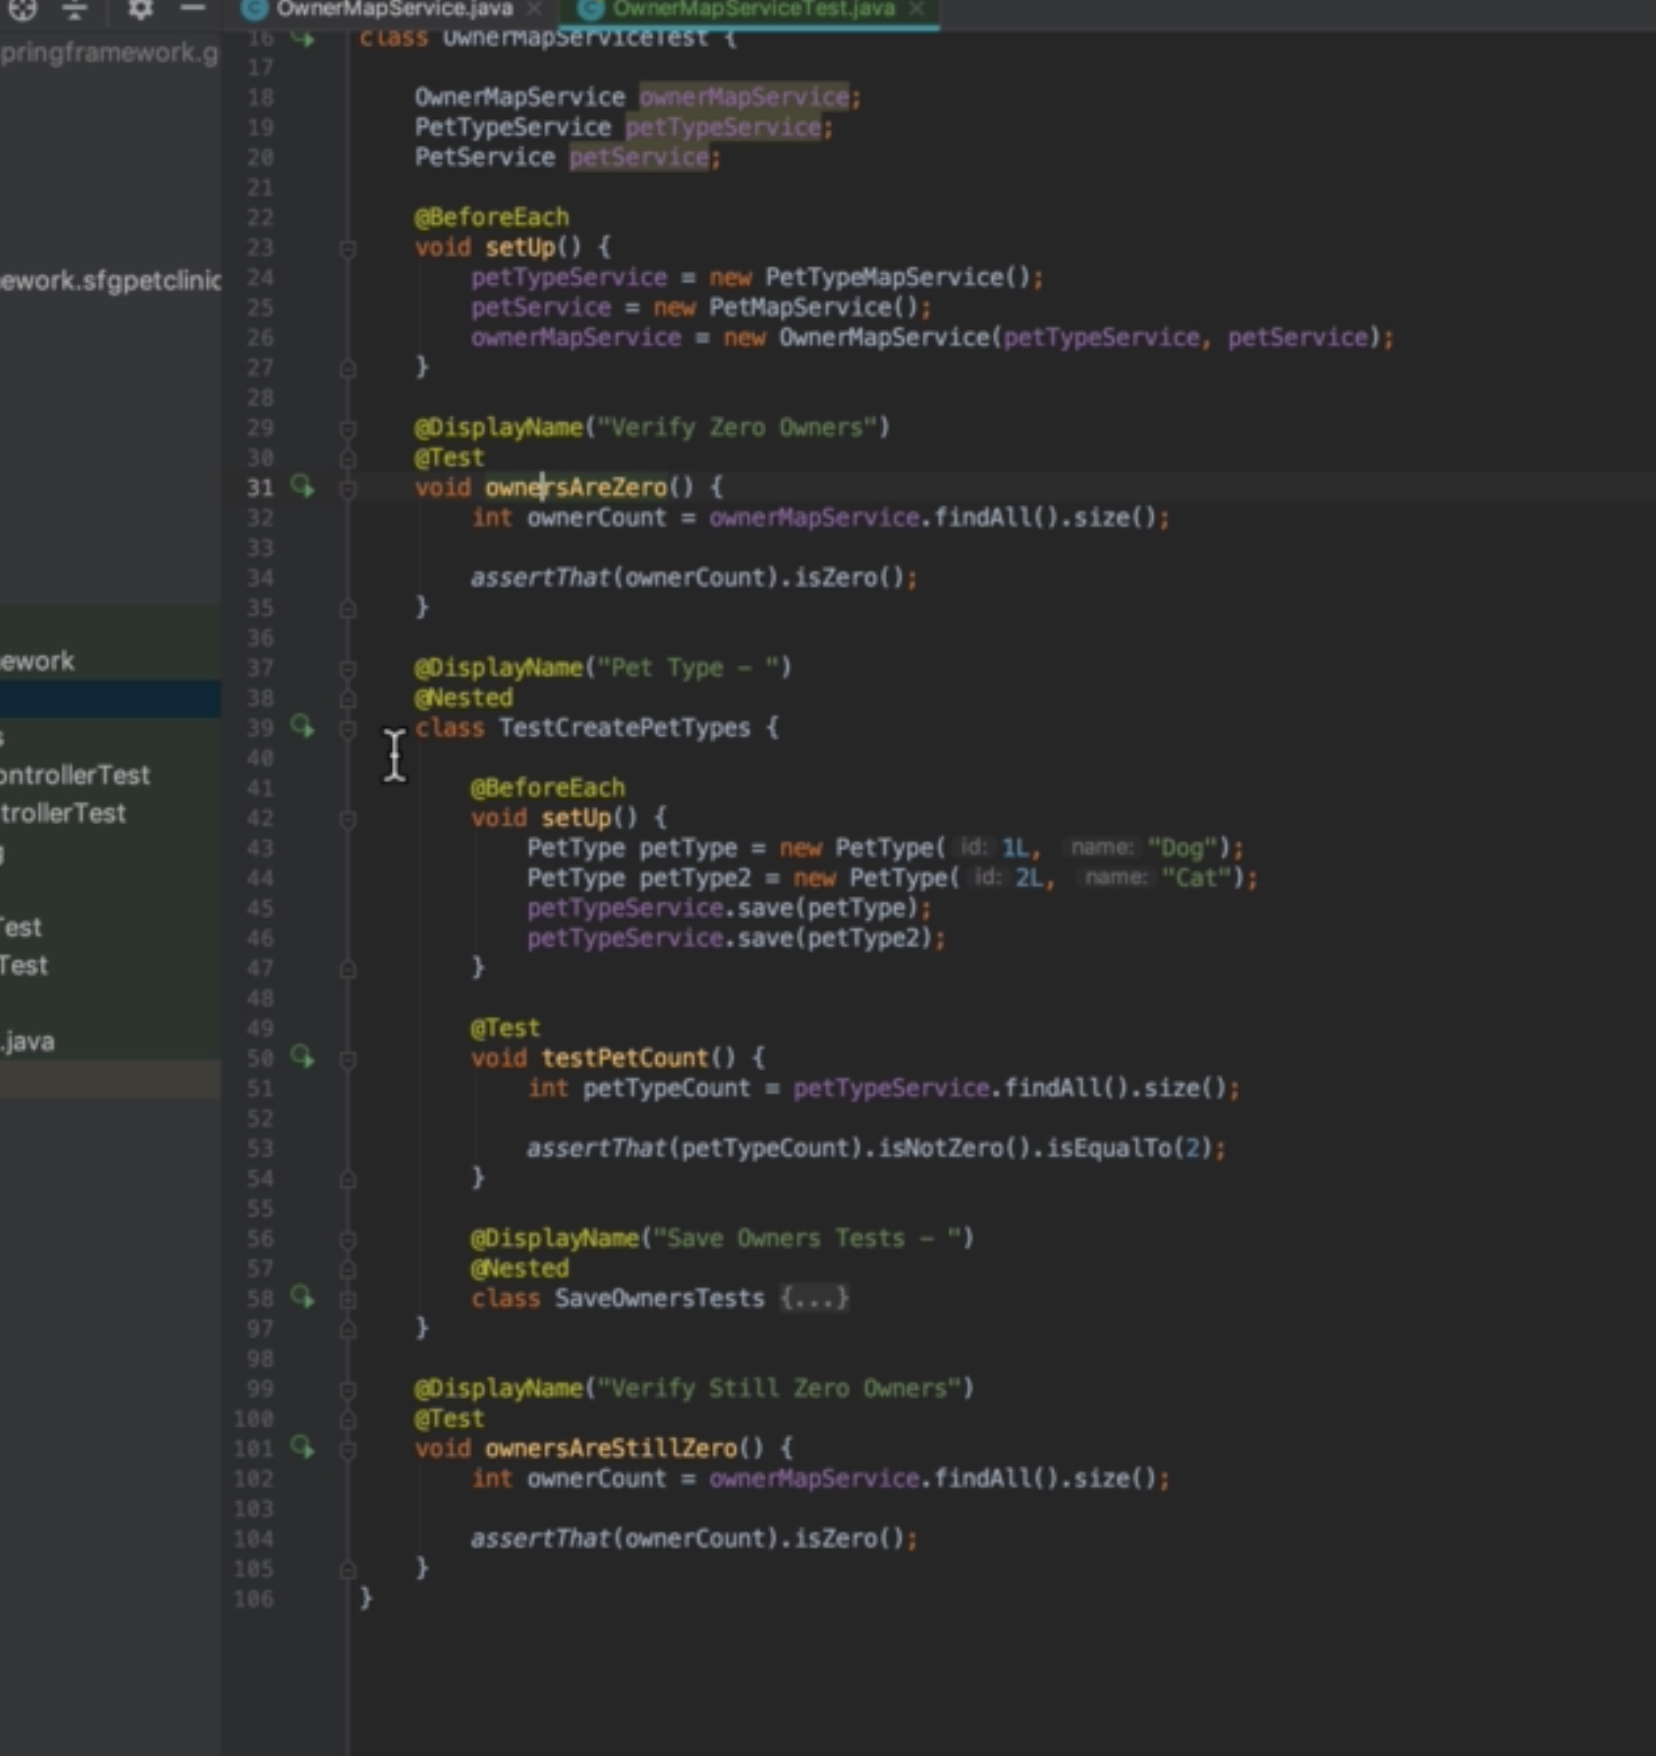 OwnerMapService.java × OwnerMapServiceTest.java ×
pringframework.g
ework.sfgpetclinic
ework
s
ontrollerTest
trollerTest
g
Test
Test
.java
16 class OwnerMapServiceTest {
17
18 OwnerMapService ownerMapService;
19 PetTypeService petTypeService;
20 PetService petService;
21
22 @BeforeEach
23 void setUp() {
24 petTypeService = new PetTypeMapService();
25 petService = new PetMapService();
26 ownerMapService = new OwnerMapService(petTypeService, petService);
27 }
28
29 @DisplayName("Verify Zero Owners")
30 @Test
31 void ownersAreZero() {
32 int ownerCount = ownerMapService.findAll().size();
33
34 assertThat(ownerCount).isZero();
35 }
36
37 @DisplayName("Pet Type - ")
38 @Nested
39 class TestCreatePetTypes {
40
41 @BeforeEach
42 void setUp() {
43 PetType petType = new PetType( id: 1L, name: "Dog");
44 PetType petType2 = new PetType( id: 2L, name: "Cat");
45 petTypeService.save(petType);
46 petTypeService.save(petType2);
47 }
48
49 @Test
50 void testPetCount() {
51 int petTypeCount = petTypeService.findAll().size();
52
53 assertThat(petTypeCount).isNotZero().isEqualTo(2);
54 }
55
56 @DisplayName("Save Owners Tests - ")
57 @Nested
58 class SaveOwnersTests {...}
97 }
98
99 @DisplayName("Verify Still Zero Owners")
100 @Test
101 void ownersAreStillZero() {
102 int ownerCount = ownerMapService.findAll().size();
103
104 assertThat(ownerCount).isZero();
105 }
106 }